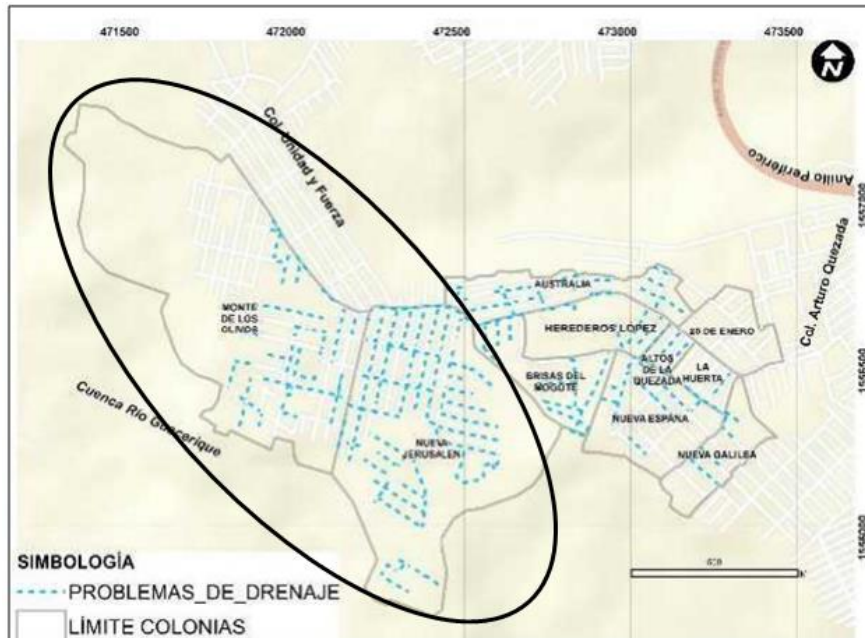 471500 472000 472500 473000 473500
N
Anillo Periférico
Col. Unidad y Fuerza
Col. Arturo Quezada
AUSTRALIA
MONTE
DE LOS
OLIVOS
HEREDEROS LOPEZ
25 DE ENERO
ALTOS
DE LA
QUEZADA
LA
HUERTA
BRISAS DEL
MOGOTE
Cuenca Río Guacerique
NUEVA ESPAÑA
NUEVA
JERUSALEN
NUEVA GALILEA
SIMBOLOGÍA
PROBLEMAS_DE_DRENAJE
LÍMITE COLONIAS